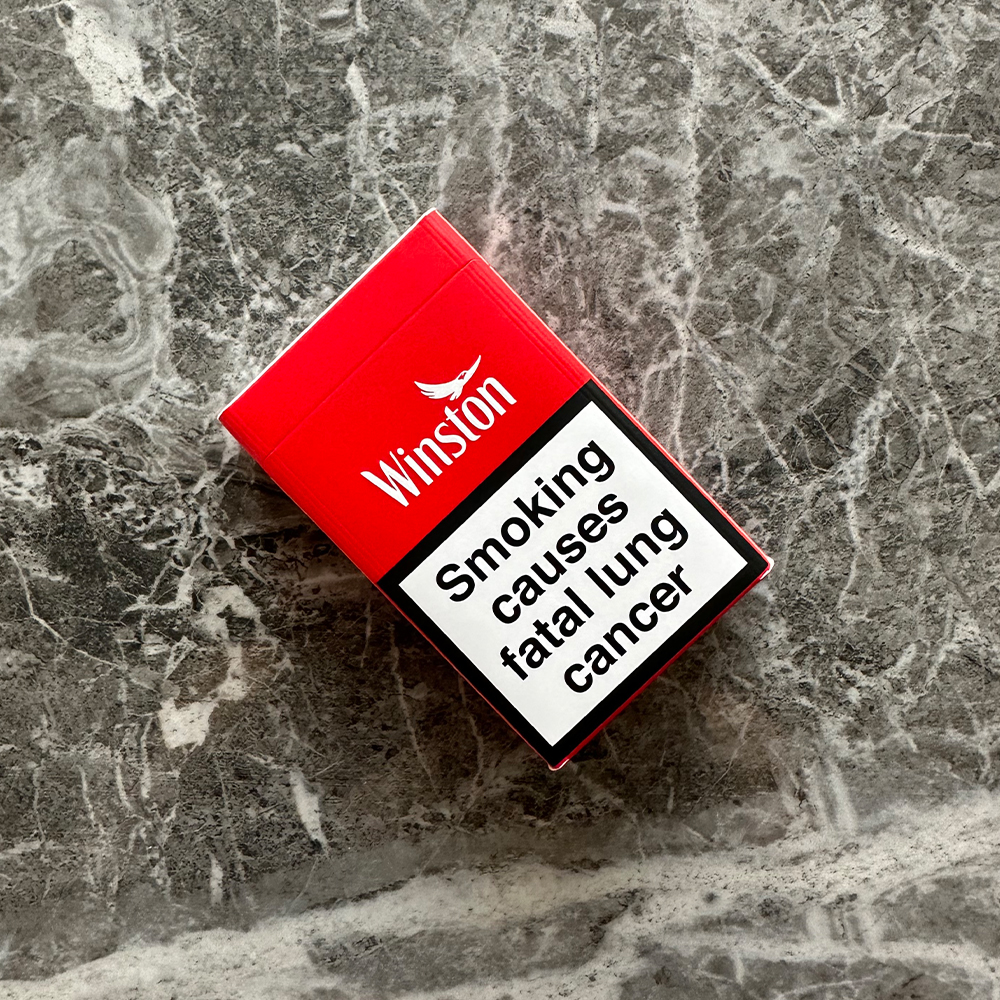 Winston
Smoking
causes
fatal lung
cancer